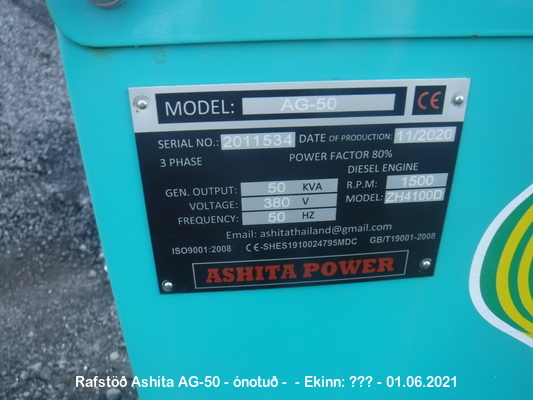 MODEL: AG-50 CE
SERIAL NO.: 2011534 DATE OF PRODUCTION: 11/2020
3 PHASE POWER FACTOR 80%
DIESEL ENGINE
GEN. OUTPUT: 50 KVA R.P.M: 1500
VOLTAGE: 380 V MODEL: ZH4100D
FREQUENCY: 50 HZ
Email: ashitathailand@gmail.com
ISO9001:2008 CE-SHES1910024795MDC GB/T19001-2008
ASHITA POWER
Rafstöð Ashita AG-50 - ónotuð - - Ekinn: ??? - 01.06.2021